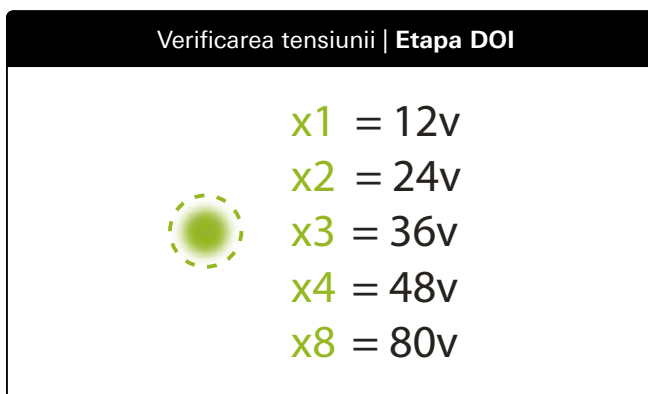 Verificarea tensiunii | Etapa DOI
x1 = 12v
x2 = 24v
x3 = 36v
x4 = 48v
x8 = 80v